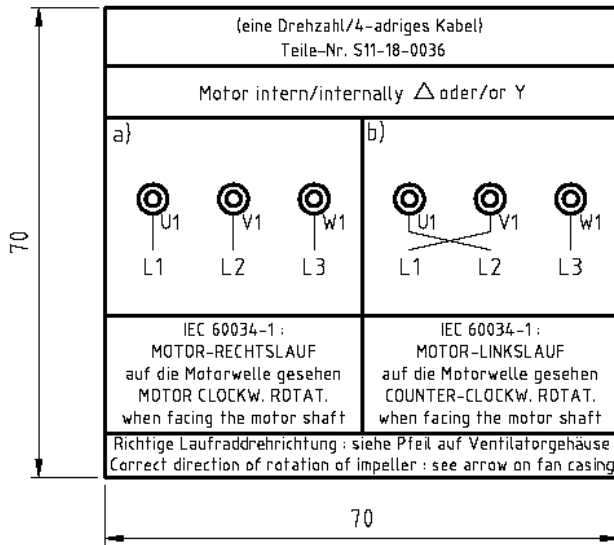 (eine Drehzahl/4-adriges Kabel)
Teile-Nr. S11-18-0036
Motor intern/internally △ oder/or Y
a) b)
U1 V1 W1 U1 V1 W1
L1 L2 L3 L1 L2 L3
IEC 60034-1 :
MOTOR-RECHTSLAUF
auf die Motorwelle gesehen
MOTOR CLOCKW. ROTAT.
when facing the motor shaft
IEC 60034-1 :
MOTOR-LINKSLAUF
auf die Motorwelle gesehen
COUNTER-CLOCKW. ROTAT.
when facing the motor shaft
Richtige Laufraddrehrichtung : siehe Pfeil auf Ventilatorgehäuse
Correct direction of rotation of impeller : see arrow on fan casing
70
70